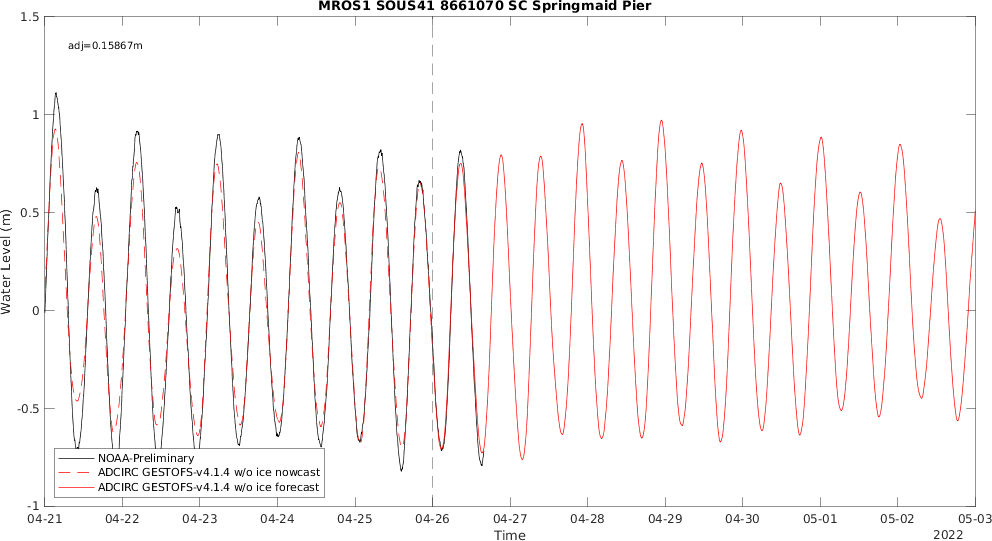 MROS1 SOUS41 8661070 SC Springmaid Pier
adj=0.15867m
1.5
1
0.5
0
-0.5
-1
Water Level (m)
NOAA-Preliminary
ADCIRC GESTOFS-v4.1.4 w/o ice nowcast
ADCIRC GESTOFS-v4.1.4 w/o ice forecast
04-21 04-22 04-23 04-24 04-25 04-26 04-27 04-28 04-29 04-30 05-01 05-02 05-03
Time
2022